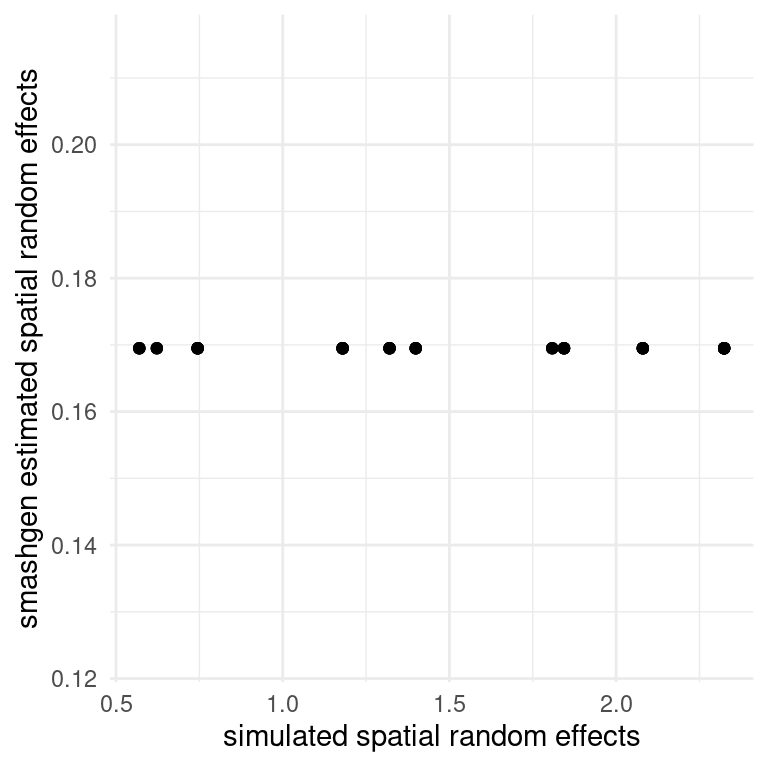 smashgen estimated spatial random effects
0.20
0.18
0.16
0.14
0.12
0.5 1.0 1.5 2.0
simulated spatial random effects